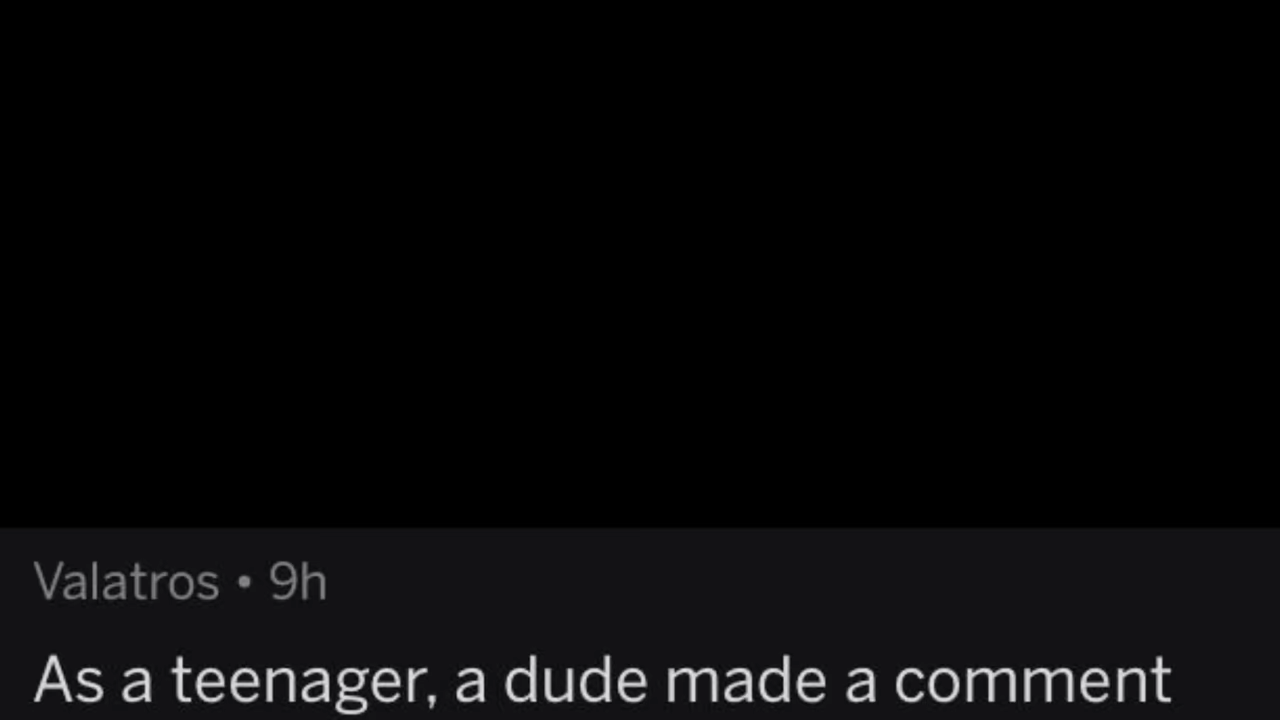 Valatros • 9h
As a teenager, a dude made a comment